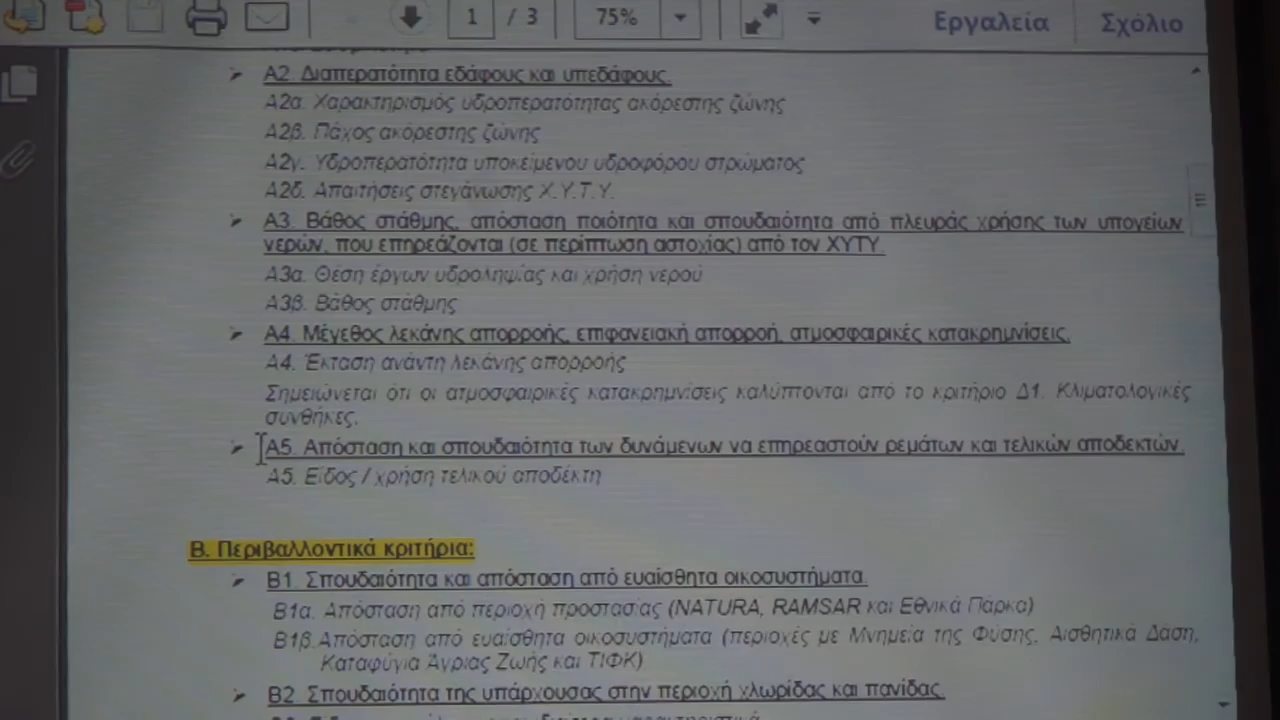 1 / 3 75% Εργαλεία Σχόλιο
Α2. Διαπερατότητα εδάφους και υπεδάφους.
Α2α. Χαρακτηρισμός υδροπερατότητας ακόρεστης ζώνης
Α2β. Πάχος ακόρεστης ζώνης
Α2γ. Υδροπερατότητα υποκείμενου υδροφόρου στρώματος
Α2δ. Απαιτήσεις στεγάνωσης Χ.Υ.Τ.Υ.
Α3. Βάθος στάθμης, απόσταση ποιότητα και σπουδαιότητα από πλευράς χρήσης των υπογείων
νερών, που επηρεάζονται (σε περίπτωση αστοχίας) από τον ΧΥΤΥ.
Α3α. Θέση έργων υδροληψίας και χρήση νερού
Α3β. Βάθος στάθμης
Α4. Μέγεθος λεκάνης απορροής, επιφανειακή απορροή, ατμοσφαιρικές κατακρημνίσεις.
Α4. Έκταση ανάντη λεκάνης απορροής
Σημειώνεται ότι οι ατμοσφαιρικές κατακρημνίσεις καλύπτονται από το κριτήριο Δ1. Κλιματολογικές
συνθήκες.
Α5. Απόσταση και σπουδαιότητα των δυνάμενων να επηρεαστούν ρεμάτων και τελικών αποδεκτών.
Α5. Είδος / χρήση τελικού αποδέκτη
Β. Περιβαλλοντικά κριτήρια:
Β1. Σπουδαιότητα και απόσταση από ευαίσθητα οικοσυστήματα.
Β1α. Απόσταση από περιοχή προστασίας (NATURA, RAMSAR και Εθνικά Πάρκα)
Β1β. Απόσταση από ευαίσθητα οικοσυστήματα (περιοχές με Μνημεία της Φύσης, Αισθητικά Δάση,
Καταφύγια Άγριας Ζωής και ΤΙΦΚ)
Β2. Σπουδαιότητα της υπάρχουσας στην περιοχή χλωρίδας και πανίδας.